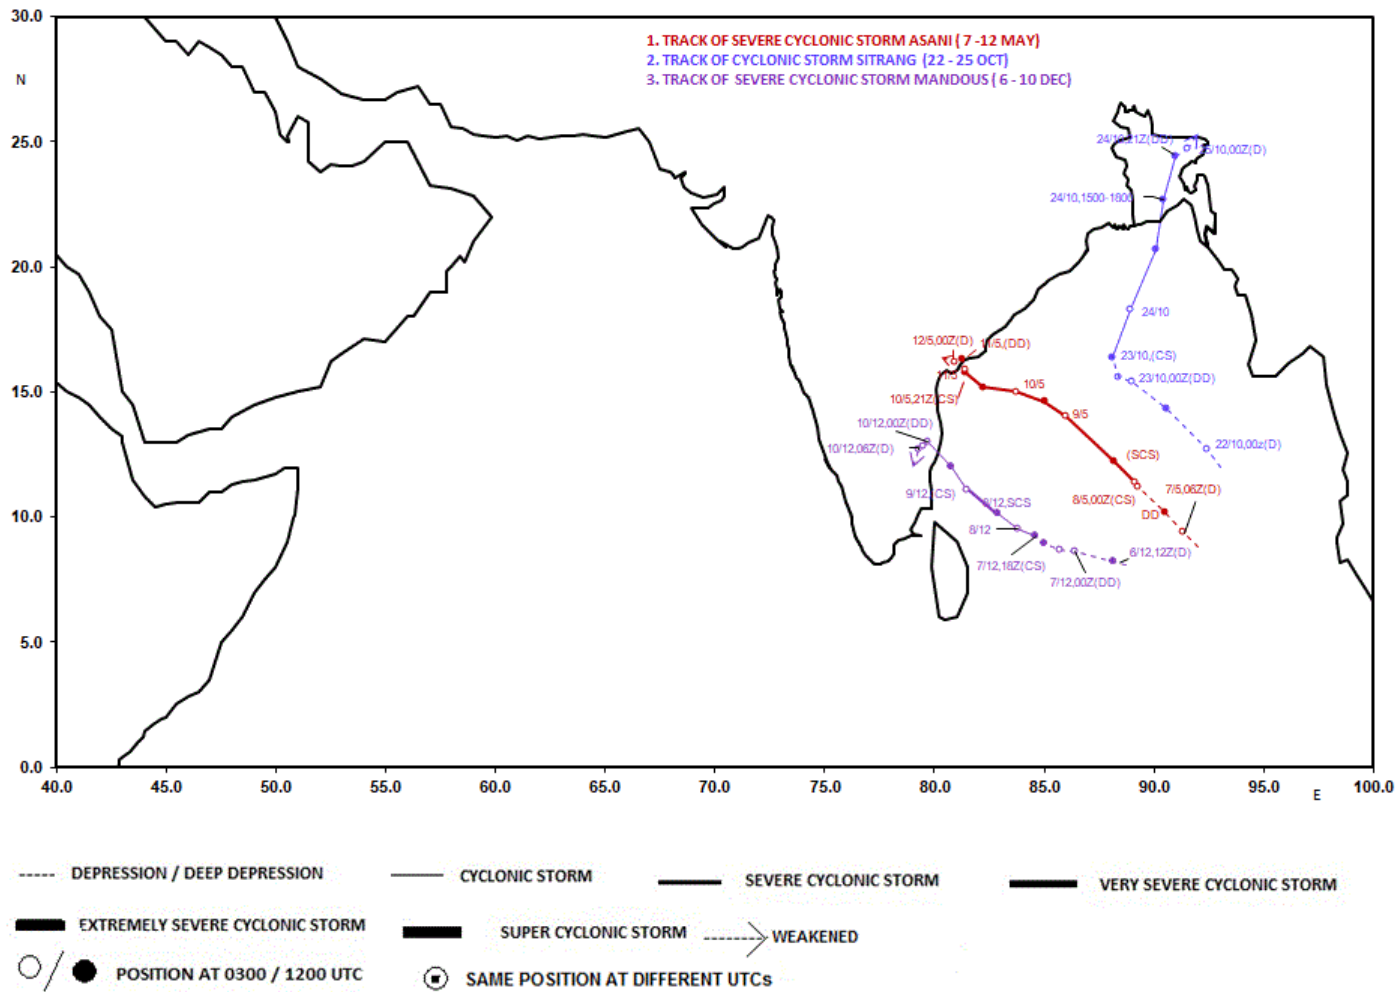 30.0
N
25.0
20.0
15.0
10.0
5.0
0.0
1. TRACK OF SEVERE CYCLONIC STORM ASANI ( 7 -12 MAY)
2. TRACK OF CYCLONIC STORM SITRANG (22 - 25 OCT)
3. TRACK OF SEVERE CYCLONIC STORM MANDOUS ( 6 - 10 DEC)
24/10,21Z(DD)
25/10,00Z(D)
24/10,1500-1800
24/10
23/10,(CS)
23/10,00Z(DD)
22/10,00z(D)
12/5,00Z(D)
11/5,(DD)
11/5
10/5,21Z(CS)
10/5
9/5
(SCS)
8/5,00Z(CS)
7/5,06Z(D)
DD
10/12,00Z(DD)
10/12,06Z(D)
9/12,(CS)
9/12,SCS
8/12
7/12,18Z(CS)
7/12,00Z(DD)
6/12,12Z(D)
40.0 45.0 50.0 55.0 60.0 65.0 70.0 75.0 80.0 85.0 90.0 95.0 100.0
E
DEPRESSION / DEEP DEPRESSION
CYCLONIC STORM
SEVERE CYCLONIC STORM
VERY SEVERE CYCLONIC STORM
EXTREMELY SEVERE CYCLONIC STORM
SUPER CYCLONIC STORM
WEAKENED
POSITION AT 0300 / 1200 UTC
SAME POSITION AT DIFFERENT UTCs